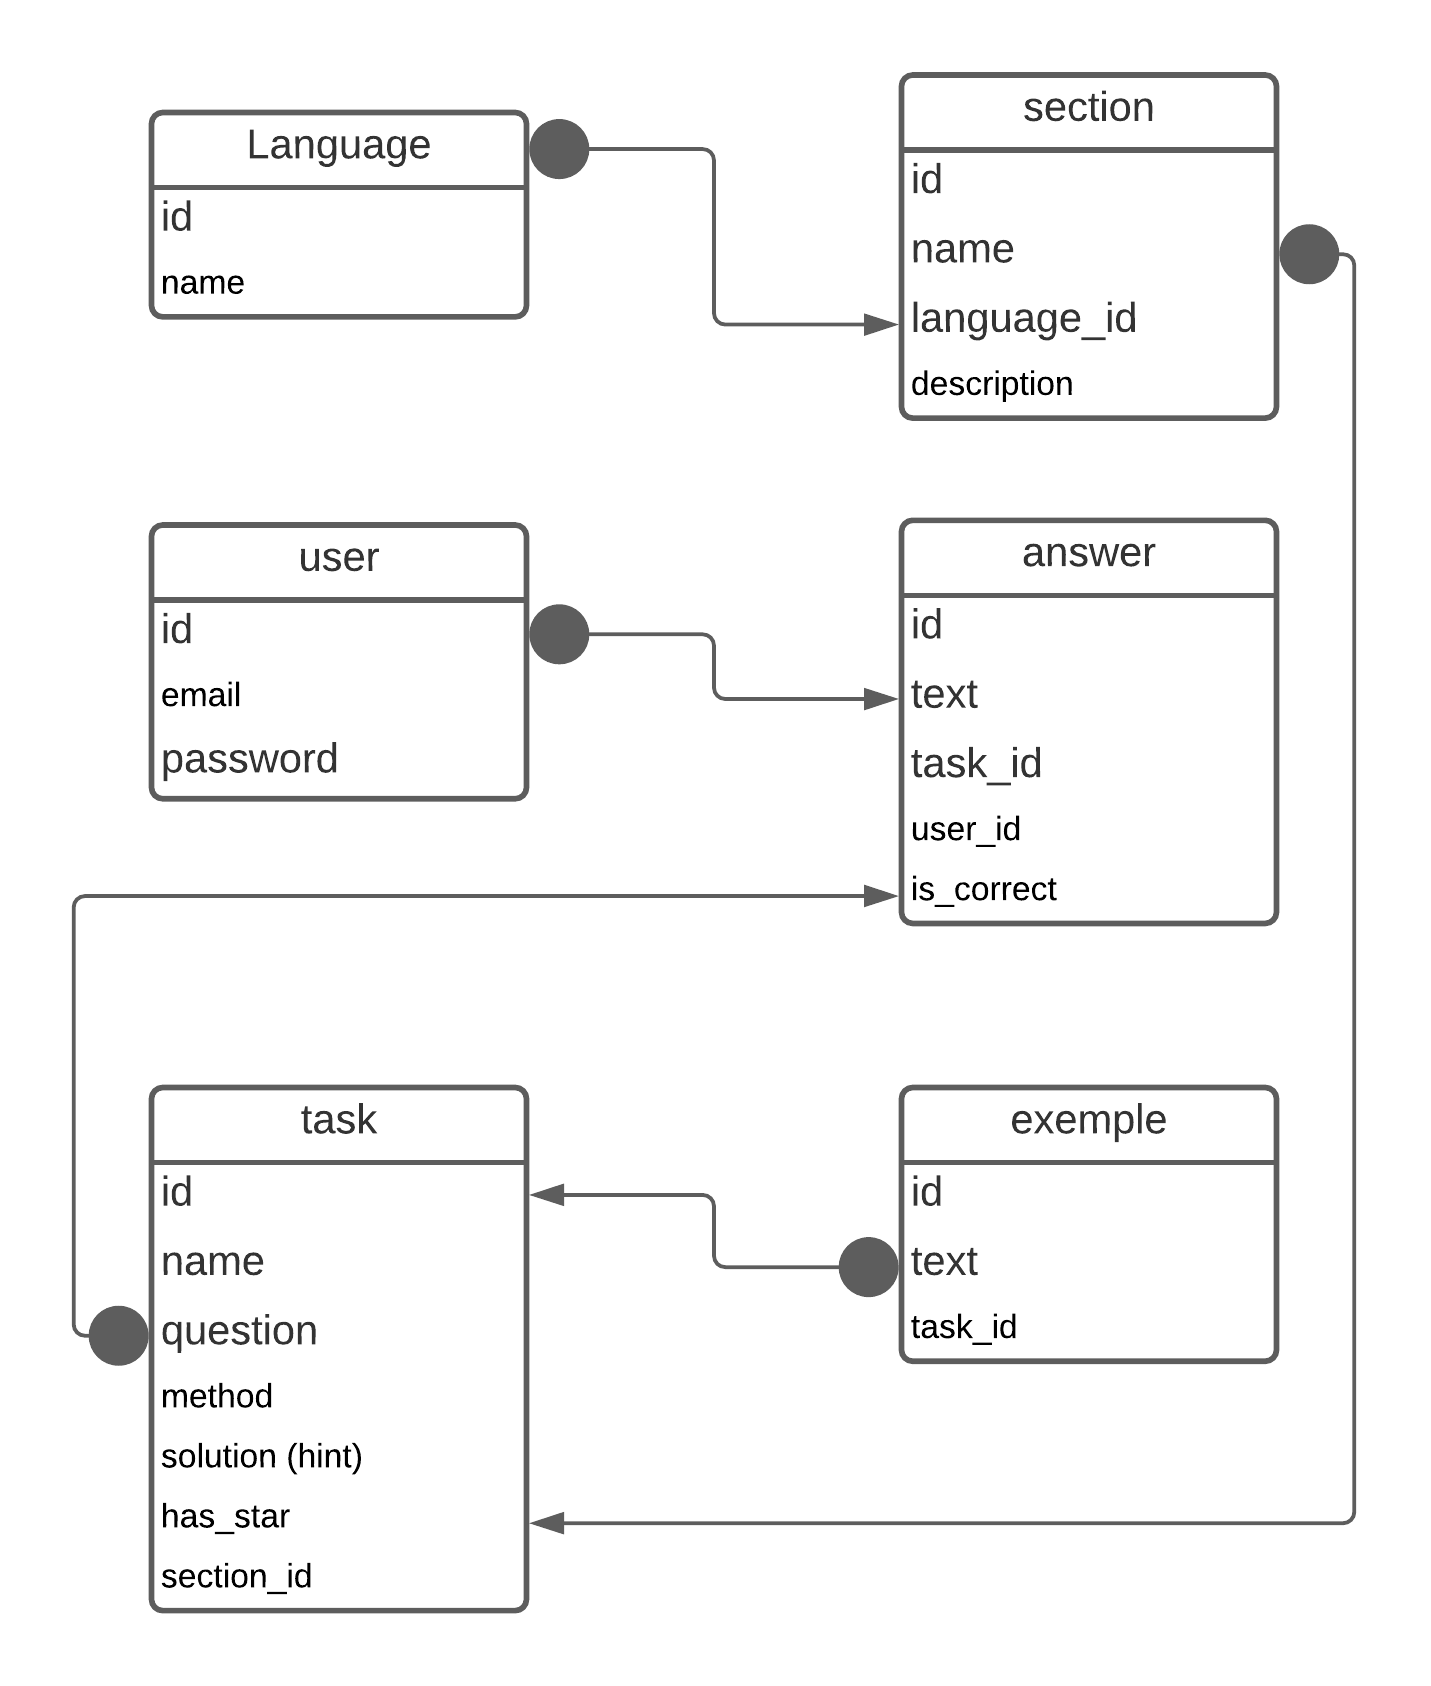 Language
id
name
section
id
name
language_id
description
user
id
email
password
answer
id
text
task_id
user_id
is_correct
task
id
name
question
method
solution (hint)
has_star
section_id
exemple
id
text
task_id